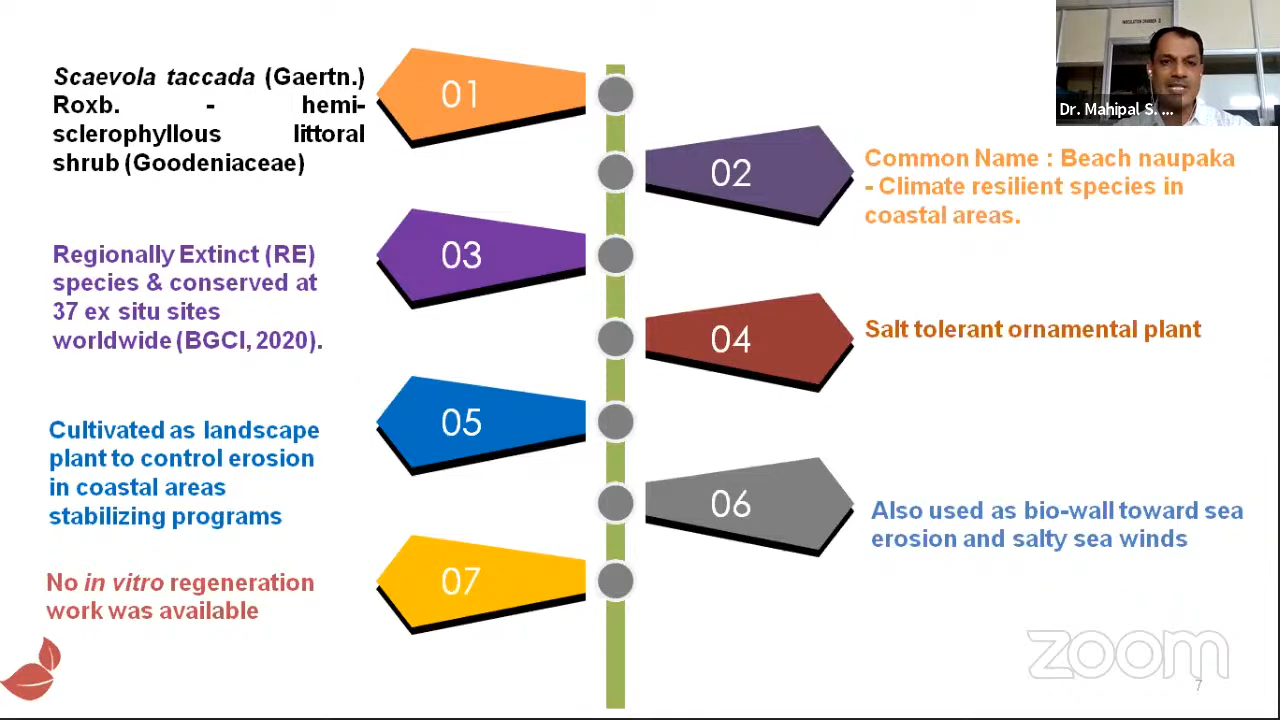 INOCULATION CHAMBER-2
Dr. Mahipal S. ...
Scaevola taccada (Gaertn.)
Roxb. - hemi-
sclerophyllous littoral
shrub (Goodeniaceae)
01
02
Common Name : Beach naupaka
- Climate resilient species in
coastal areas.
Regionally Extinct (RE)
species & conserved at
37 ex situ sites
worldwide (BGCI, 2020).
03
04
Salt tolerant ornamental plant
Cultivated as landscape
plant to control erosion
in coastal areas
stabilizing programs
05
06
Also used as bio-wall toward sea
erosion and salty sea winds
No in vitro regeneration
work was available
07
zoom
7